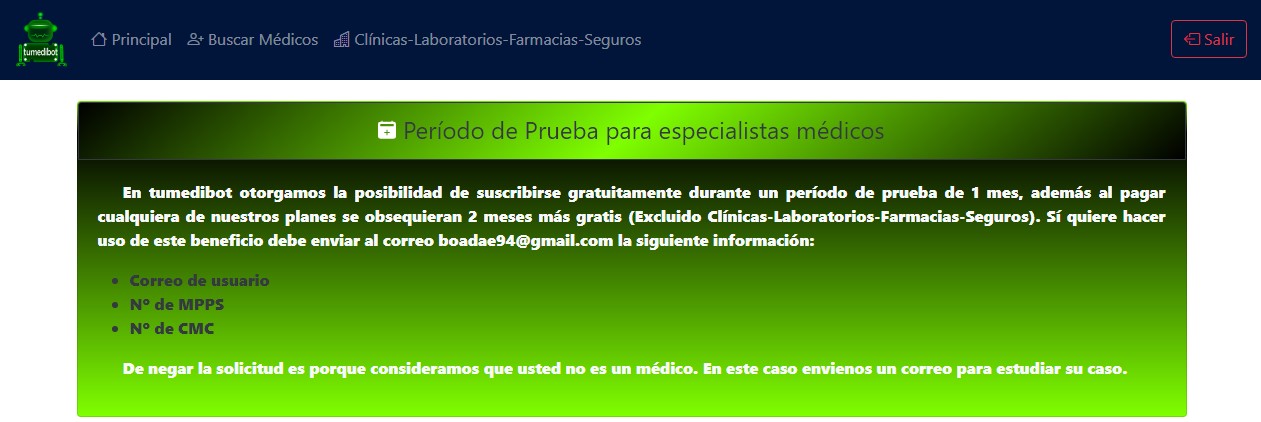 tumedibot
Principal
Buscar Médicos
Clínicas-Laboratorios-Farmacias-Seguros
Salir
Período de Prueba para especialistas médicos
En tumedibot otorgamos la posibilidad de suscribirse gratuitamente durante un período de prueba de 1 mes, además al pagar
cualquiera de nuestros planes se obsequieran 2 meses más gratis (Excluido Clínicas-Laboratorios-Farmacias-Seguros). Sí quiere hacer
uso de este beneficio debe enviar al correo boadae94@gmail.com la siguiente información:
• Correo de usuario
• Nº de MPPS
• Nº de CMC
De negar la solicitud es porque consideramos que usted no es un médico. En este caso envienos un correo para estudiar su caso.